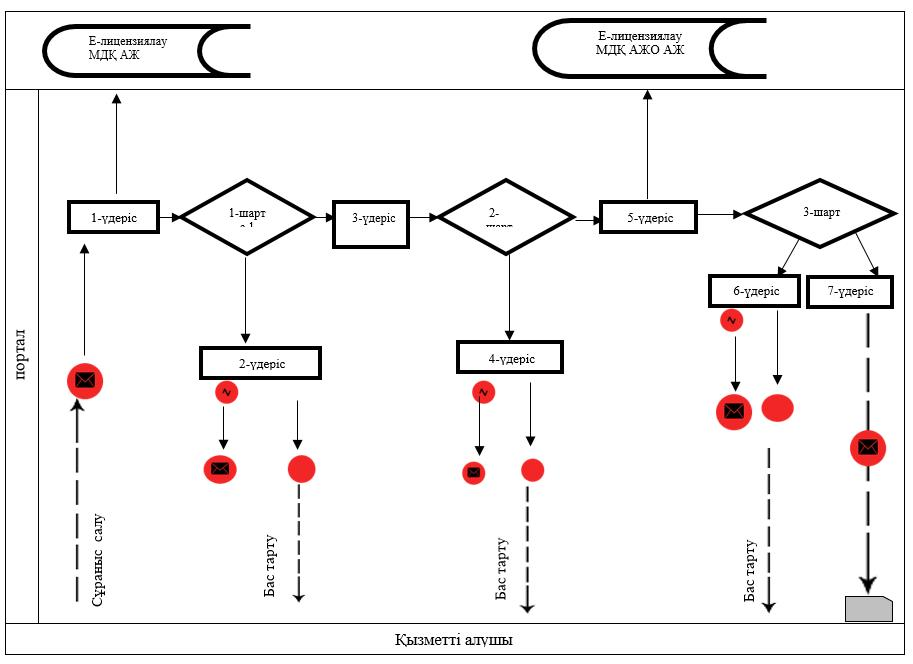 Е-лицензиялау
МДҚ АЖ
Е-лицензиялау
МДҚ АЖО АЖ
портал
1-үдеріс
1-шарт
3-үдеріс
2-
5-үдеріс
3-шарт
6-үдеріс
7-үдеріс
2-үдеріс
4-үдеріс
Сұраныс салу
Бас тарту
Бас тарту
Бас тарту
Қызметті алушы